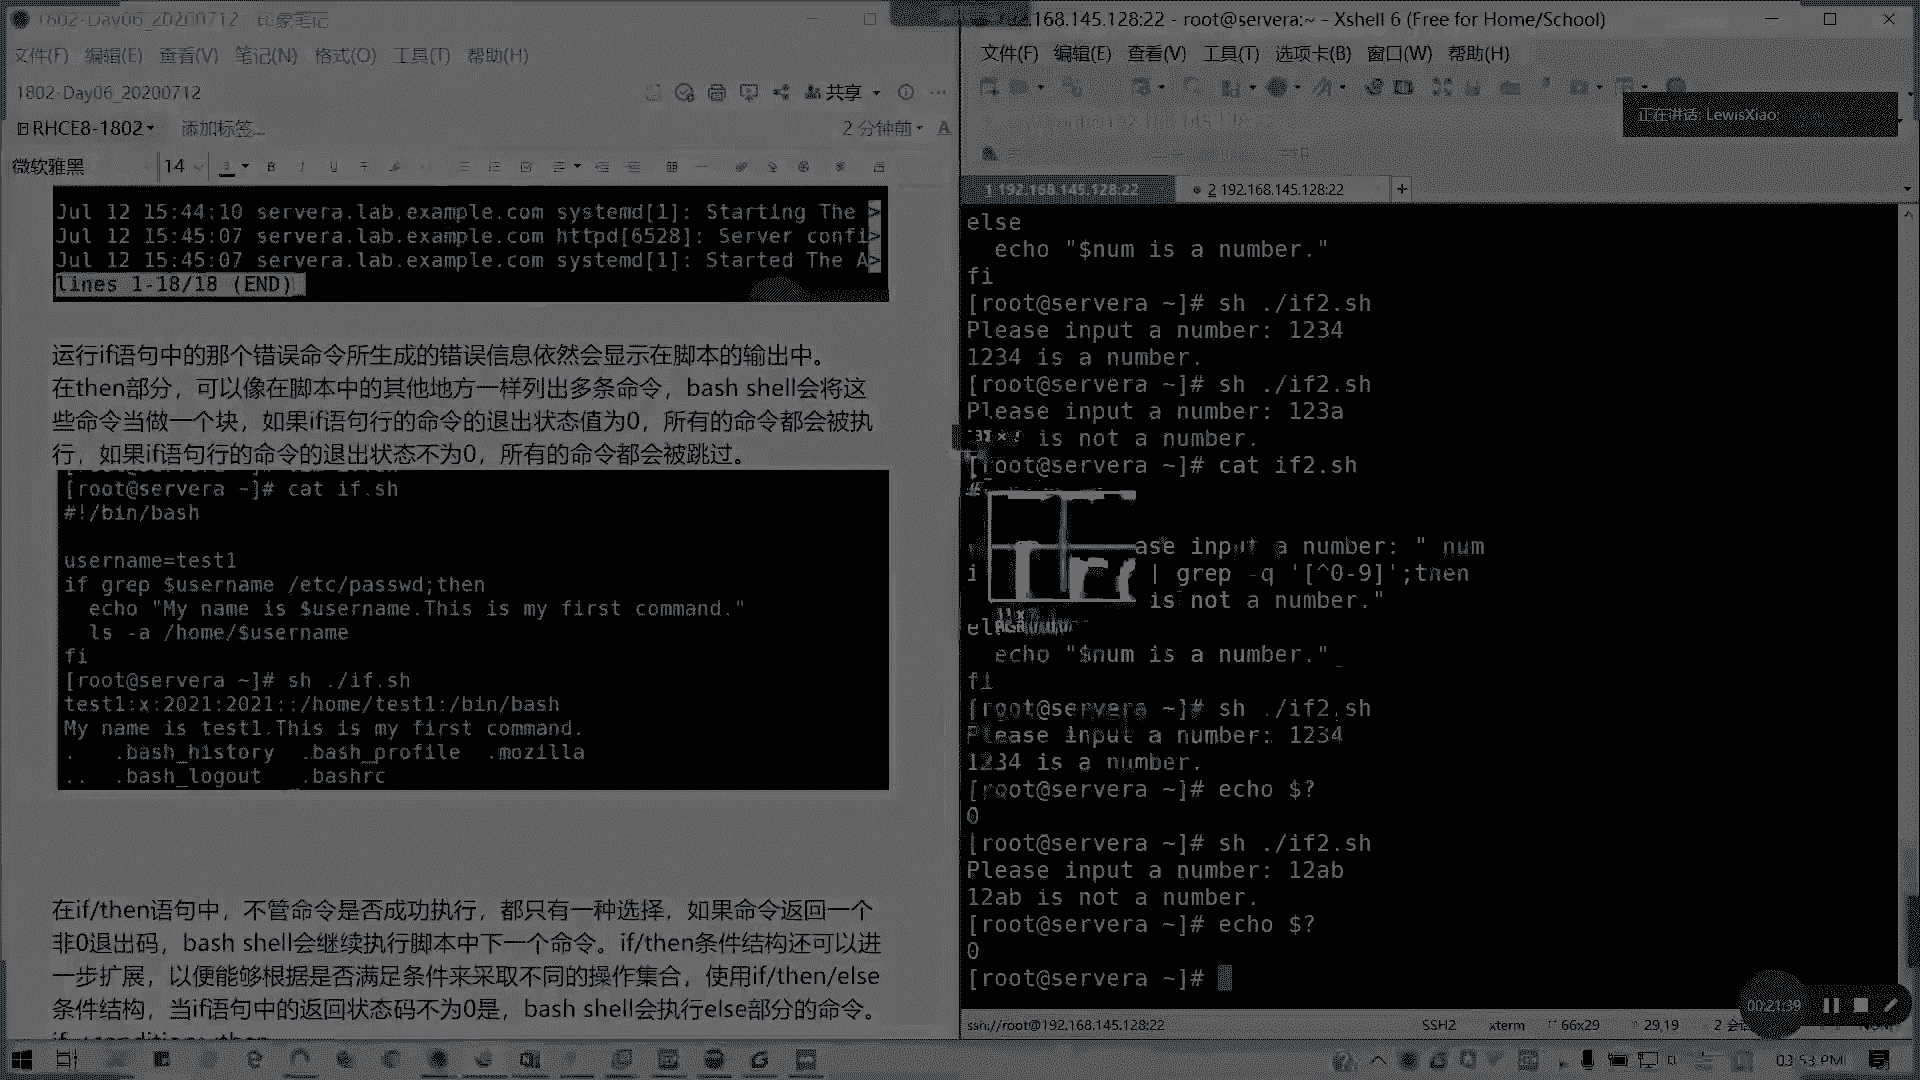 1802-Day06_20200712 - 印象笔记
文件(F) 编辑(E) 查看(V) 笔记(N) 格式(O) 工具(T) 帮助(H)
1802-Day06_20200712
共享
RHCE8-1802
添加标签...
2 分钟前
微软雅黑
14
Jul 12 15:44:10 servera.lab.example.com systemd[1]: Starting The >
Jul 12 15:45:07 servera.lab.example.com httpd[6528]: Server confi>
Jul 12 15:45:07 servera.lab.example.com systemd[1]: Started The A>
lines 1-18/18 (END)
运行if语句中的那个错误命令所生成的错误信息依然会显示在脚本的输出中。
在then部分，可以像在脚本中的其他地方一样列出多条命令，bash shell会将这
些命令当做一个块，如果if语句行的命令的退出状态值为0，所有的命令都会被执
行，如果if语句行的命令的退出状态不为0，所有的命令都会被跳过。
[root@servera ~]# cat if.sh
#!/bin/bash
username=test1
if grep $username /etc/passwd;then
echo "My name is $username.This is my first command."
ls -a /home/$username
fi
[root@servera ~]# sh ./if.sh
test1:x:2021:2021::/home/test1:/bin/bash
My name is test1.This is my first command.
. .bash_history .bash_profile .mozilla
.. .bash_logout .bashrc
在if/then语句中，不管命令是否成功执行，都只有一种选择，如果命令返回一个
非0退出码，bash shell会继续执行脚本中下一个命令。if/then条件结构还可以进
一步扩展，以便能够根据是否满足条件来采取不同的操作集合，使用if/then/else
条件结构，当if语句中的返回状态码不为0是，bash shell会执行else部分的命令。
.168.145.128:22 - root@servera:~ - Xshell 6 (Free for Home/School)
文件(F) 编辑(E) 查看(V) 工具(T) 选项卡(B) 窗口(W) 帮助(H)
正在讲话: LewisXiao:
1 192.168.145.128:22
2 192.168.145.128:22
else
echo "$num is a number."
fi
[root@servera ~]# sh ./if2.sh
Please input a number: 1234
1234 is a number.
[root@servera ~]# sh ./if2.sh
Please input a number: 123a
is not a number.
[root@servera ~]# cat if2.sh
#
ase input a number: " num
i | grep -q '[^0-9]';then
is not a number."
el
echo "$num is a number."
fi
[root@servera ~]# sh ./if2.sh
Please input a number: 1234
1234 is a number.
[root@servera ~]# echo $?
0
[root@servera ~]# sh ./if2.sh
Please input a number: 12ab
12ab is not a number.
[root@servera ~]# echo $?
0
[root@servera ~]#
00:21:39
ssh://root@192.168.145.128:22
SSH2 xterm 66x29 29,19
03:53 PM